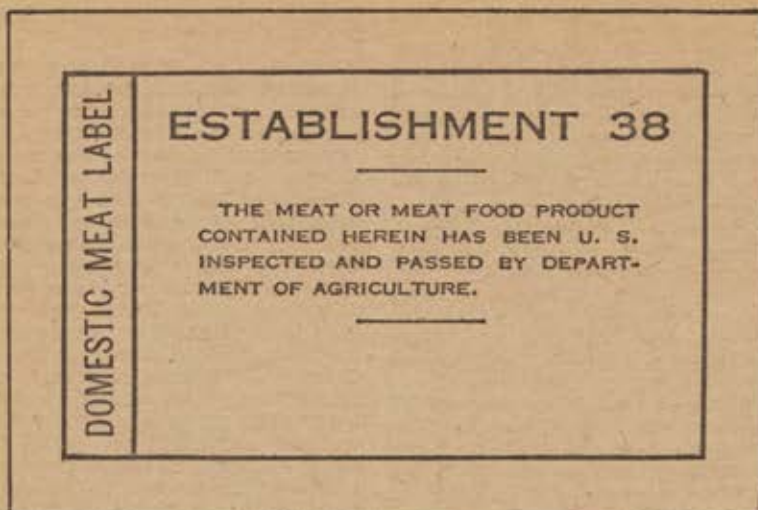 DOMESTIC MEAT LABEL
ESTABLISHMENT 38
THE MEAT OR MEAT FOOD PRODUCT
CONTAINED HEREIN HAS BEEN U. S.
INSPECTED AND PASSED BY DEPART-
MENT OF AGRICULTURE.